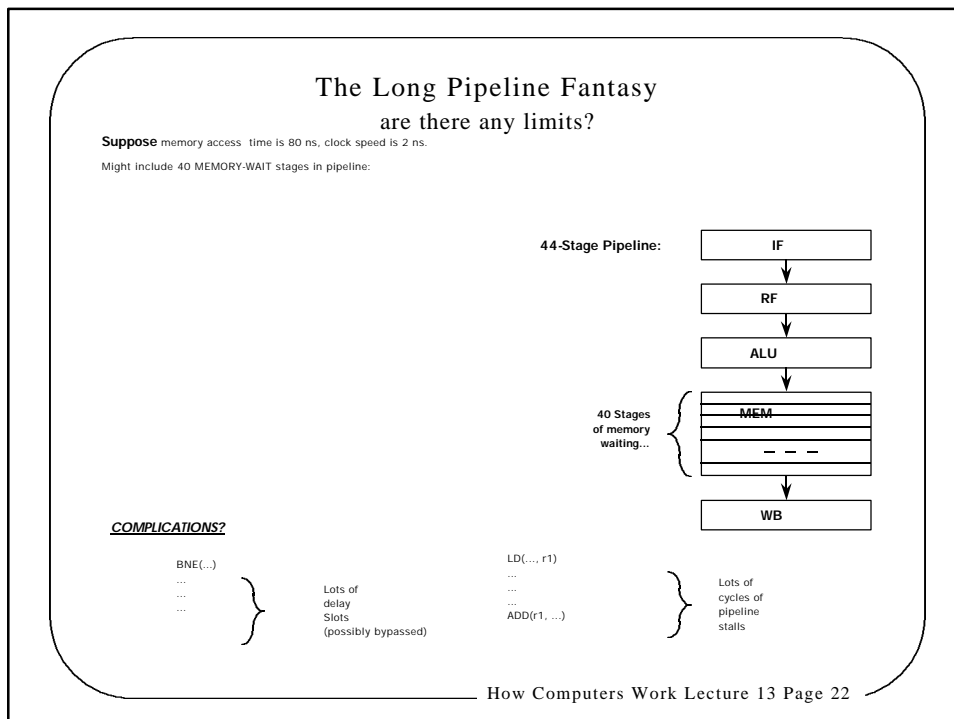 The Long Pipeline Fantasy
are there any limits?
Suppose memory access time is 80 ns, clock speed is 2 ns.
Might include 40 MEMORY-WAIT stages in pipeline:
44-Stage Pipeline:
IF
RF
ALU
40 Stages
of memory
waiting...
MEM
– – –
WB
COMPLICATIONS?
BNE(...)
...
...
...
Lots of
delay
Slots
(possibly bypassed)
LD(..., r1)
...
...
...
ADD(r1, ...)
Lots of
cycles of
pipeline
stalls
How Computers Work Lecture 13 Page 22